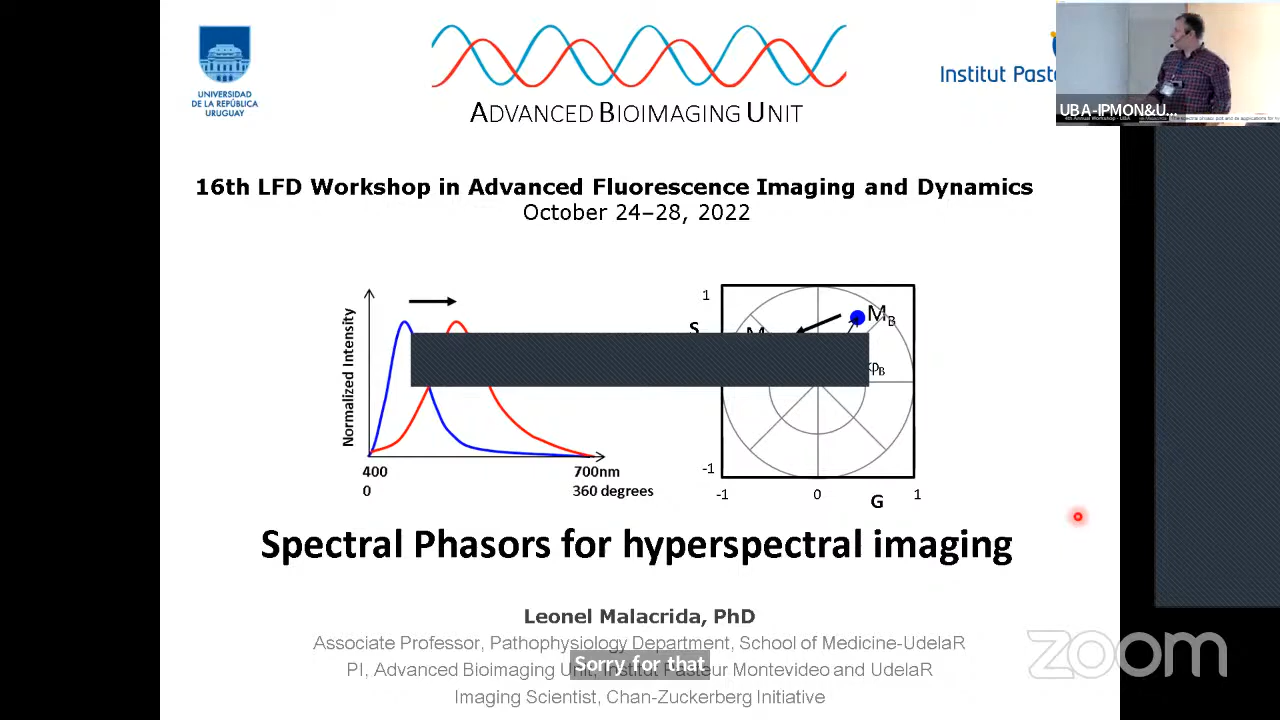 UNIVERSIDAD
DE LA REPÚBLICA
URUGUAY
ADVANCED BIOIMAGING UNIT
Institut Paste
UBA-IPMON&U...
16th LFD Workshop in Advanced Fluorescence Imaging and Dynamics
October 24–28, 2022
Normalized Intensity
400
700nm
0
360 degrees
1
S
-1
-1
0
1
G
M
MB
φB
Spectral Phasors for hyperspectral imaging
Leonel Malacrida, PhD
Associate Professor, Pathophysiology Department, School of Medicine-UdelaR
PI, Advanced Bioimaging Unit, Institut Pasteur Montevideo and UdelaR
Sorry for that
Imaging Scientist, Chan-Zuckerberg Initiative
zoom